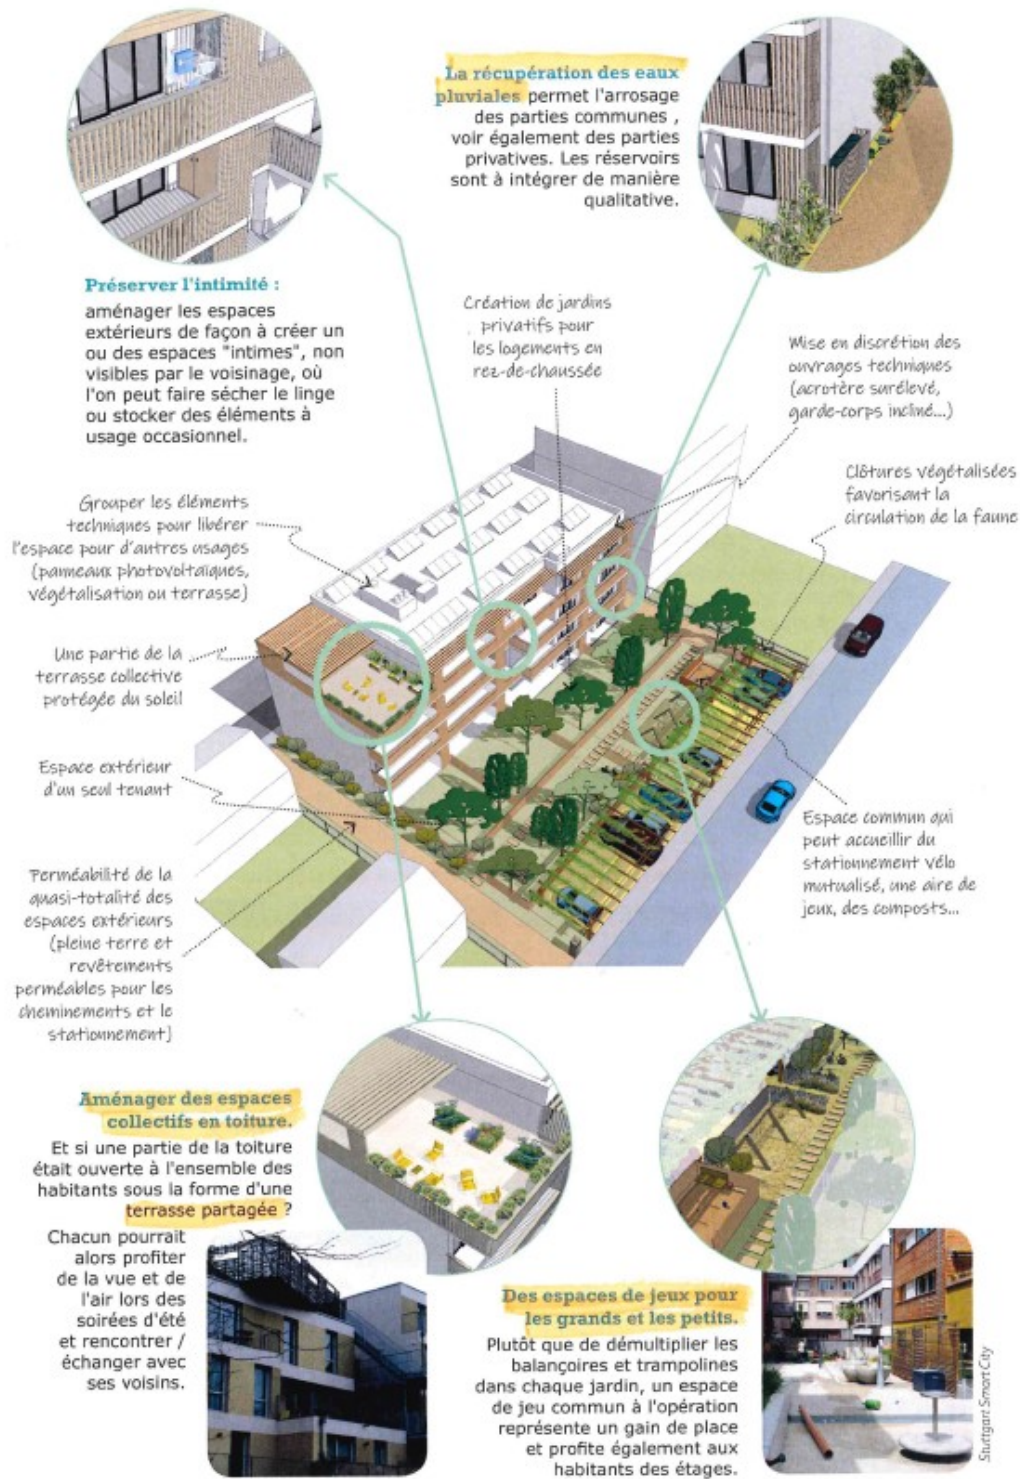 La récupération des eaux
pluviales permet l'arrosage
des parties communes ,
voir également des parties
privatives. Les réservoirs
sont à intégrer de manière
qualitative.
Préserver l'intimité :
aménager les espaces
extérieurs de façon à créer un
ou des espaces "intimes", non
visibles par le voisinage, où
l'on peut faire sécher le linge
ou stocker des éléments à
usage occasionnel.
Création de jardins
privatifs pour
les logements en
rez-de-chaussée
Mise en discrétion des
ouvrages techniques
(acrotère surélevé,
garde-corps incliné...)
Clôtures végétalisées
favorisant la
circulation de la faune
Grouper les éléments
techniques pour libérer
l'espace pour d'autres usages
(panneaux photovoltaïques,
végétalisation ou terrasse)
Une partie de la
terrasse collective
protégée du soleil
Espace extérieur
d'un seul tenant
Perméabilité de la
quasi-totalité des
espaces extérieurs
(pleine terre et
revêtements
perméables pour les
cheminements et le
stationnement)
Espace commun qui
peut accueillir du
stationnement vélo
mutualisé, une aire de
jeux, des composts...
Aménager des espaces
collectifs en toiture.
Et si une partie de la toiture
était ouverte à l'ensemble des
habitants sous la forme d'une
terrasse partagée ?
Chacun pourrait
alors profiter
de la vue et de
l'air lors des
soirées d'été
et rencontrer /
échanger avec
ses voisins.
Des espaces de jeux pour
les grands et les petits.
Plutôt que de démultiplier les
balançoires et trampolines
dans chaque jardin, un espace
de jeu commun à l'opération
représente un gain de place
et profite également aux
habitants des étages.
Stuttgart SmartCity